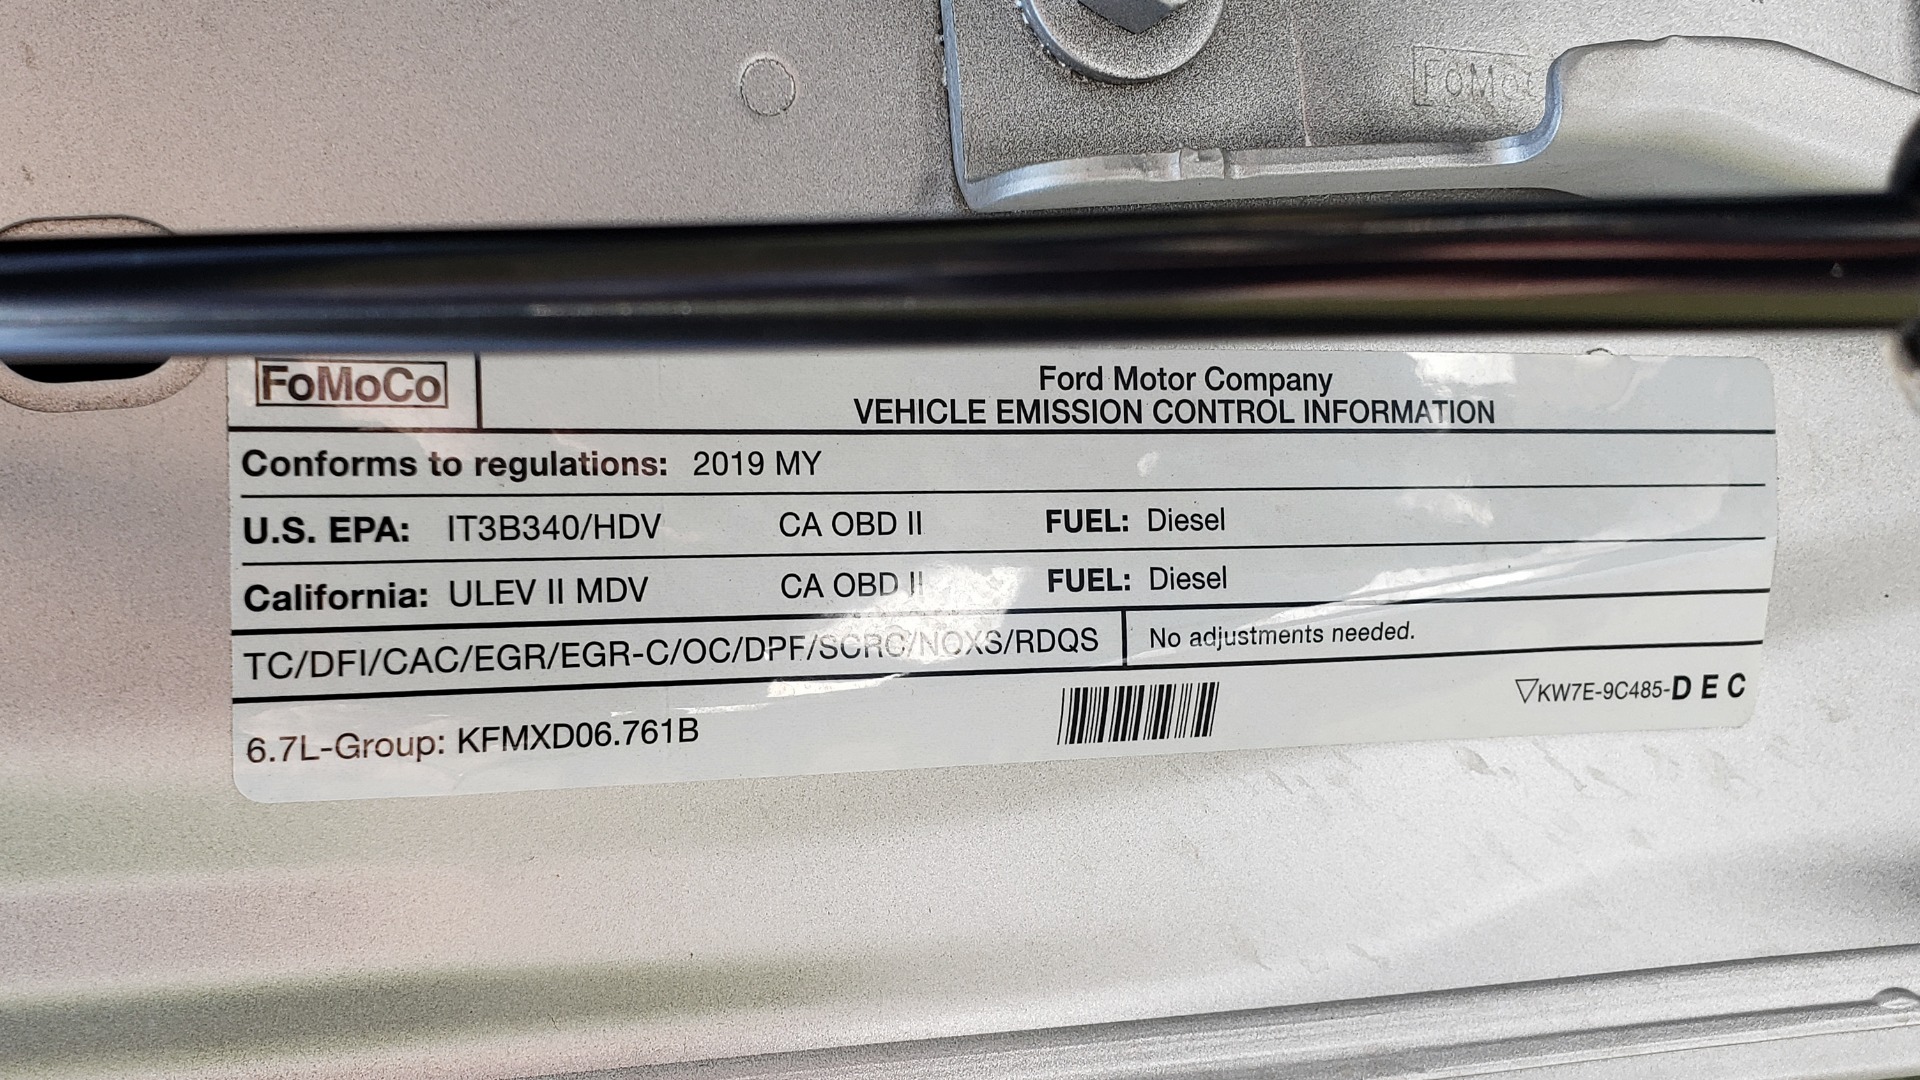 FoMoCo
FoMoCo
Ford Motor Company
VEHICLE EMISSION CONTROL INFORMATION
Conforms to regulations: 2019 MY
U.S. EPA: IT3B340/HDV CA OBD II FUEL: Diesel
California: ULEV II MDV CA OBD II FUEL: Diesel
TC/DFI/CAC/EGR/EGR-C/OC/DPF/SCRC/NOXS/RDQS No adjustments needed.
▽KW7E-9C485-D E C
6.7L-Group: KFMXD06.761B